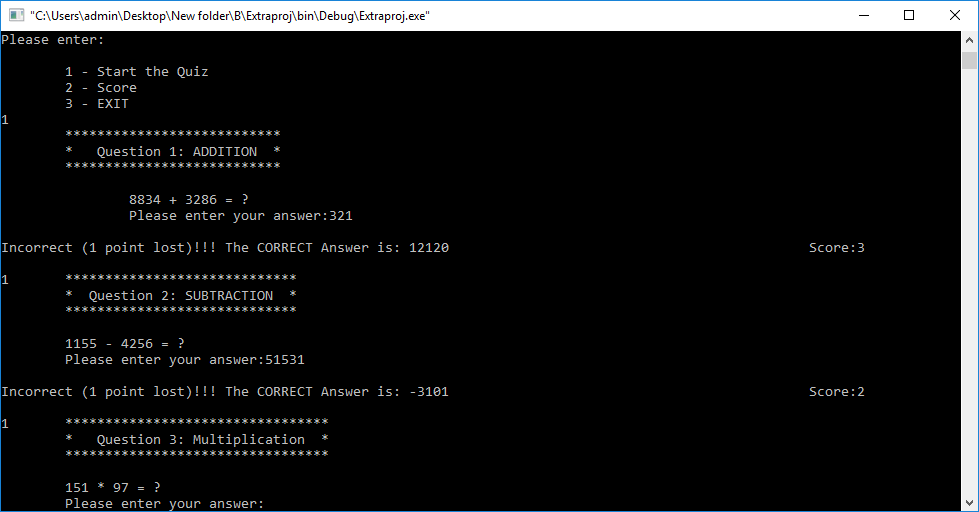 "C:\Users\admin\Desktop\New folder\B\Extraproj\bin\Debug\Extraproj.exe"
Please enter:
1 - Start the Quiz
2 - Score
3 - EXIT
1
***************************
*   Question 1: ADDITION  *
***************************
8834 + 3286 = ?
Please enter your answer:321
Incorrect (1 point lost)!!! The CORRECT Answer is: 12120 Score:3
1 *****************************
*  Question 2: SUBTRACTION  *
*****************************
1155 - 4256 = ?
Please enter your answer:51531
Incorrect (1 point lost)!!! The CORRECT Answer is: -3101 Score:2
1 *********************************
*   Question 3: Multiplication  *
*********************************
151 * 97 = ?
Please enter your answer: